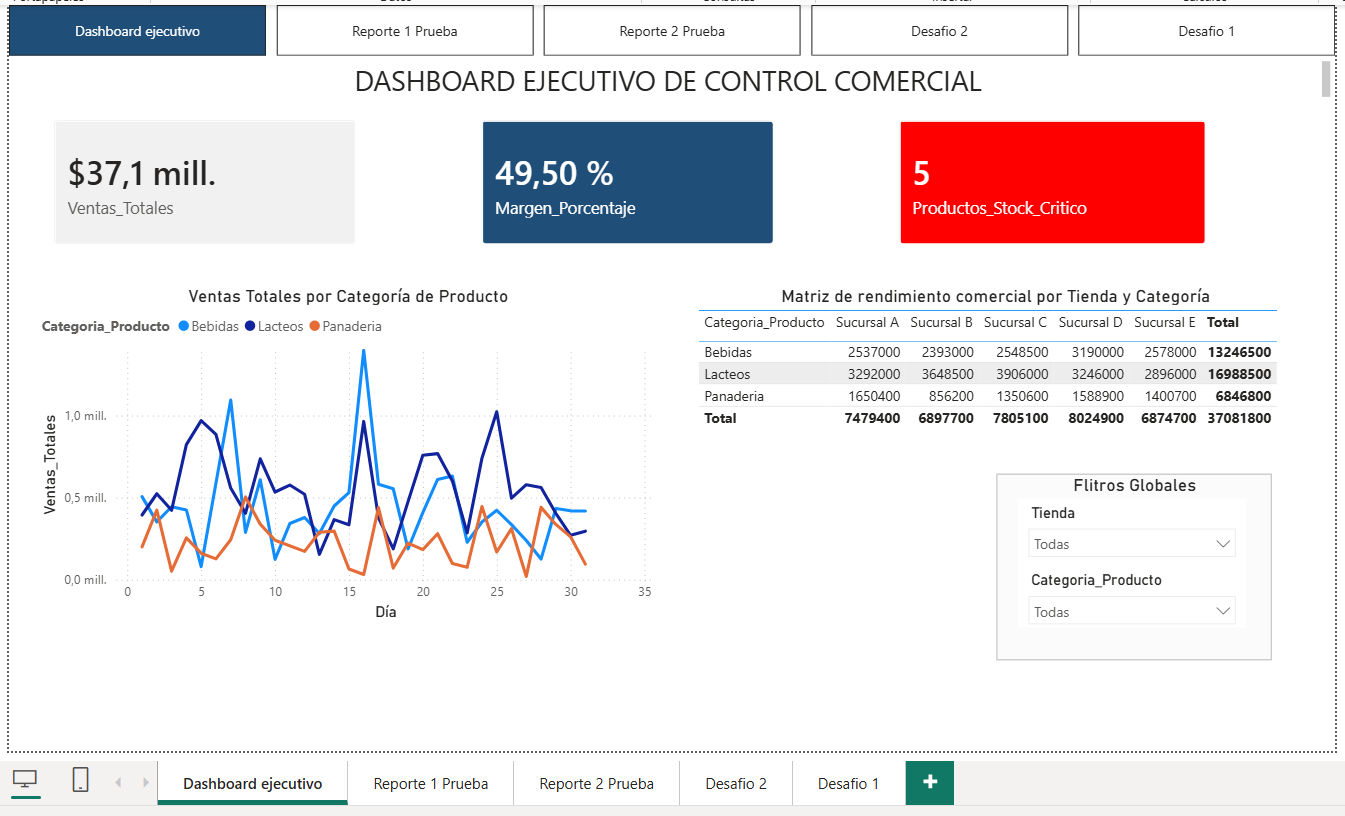 Dashboard ejecutivo Reporte 1 Prueba Reporte 2 Prueba Desafio 2 Desafio 1
DASHBOARD EJECUTIVO DE CONTROL COMERCIAL
$37,1 mill.
Ventas_Totales
49,50 %
Margen_Porcentaje
5
Productos_Stock_Critico
Ventas Totales por Categoría de Producto
Categoria_Producto Bebidas Lacteos Panaderia
Ventas_Totales
1,0 mill.
0,5 mill.
0,0 mill.
0 5 10 15 20 25 30 35
Día
Matriz de rendimiento comercial por Tienda y Categoría
Categoria_Producto Sucursal A Sucursal B Sucursal C Sucursal D Sucursal E Total
Bebidas 2537000 2393000 2548500 3190000 2578000 13246500
Lacteos 3292000 3648500 3906000 3246000 2896000 16988500
Panaderia 1650400 856200 1350600 1588900 1400700 6846800
Total 7479400 6897700 7805100 8024900 6874700 37081800
Flitros Globales
Tienda
Todas
Categoria_Producto
Todas
Dashboard ejecutivo Reporte 1 Prueba Reporte 2 Prueba Desafio 2 Desafio 1 +